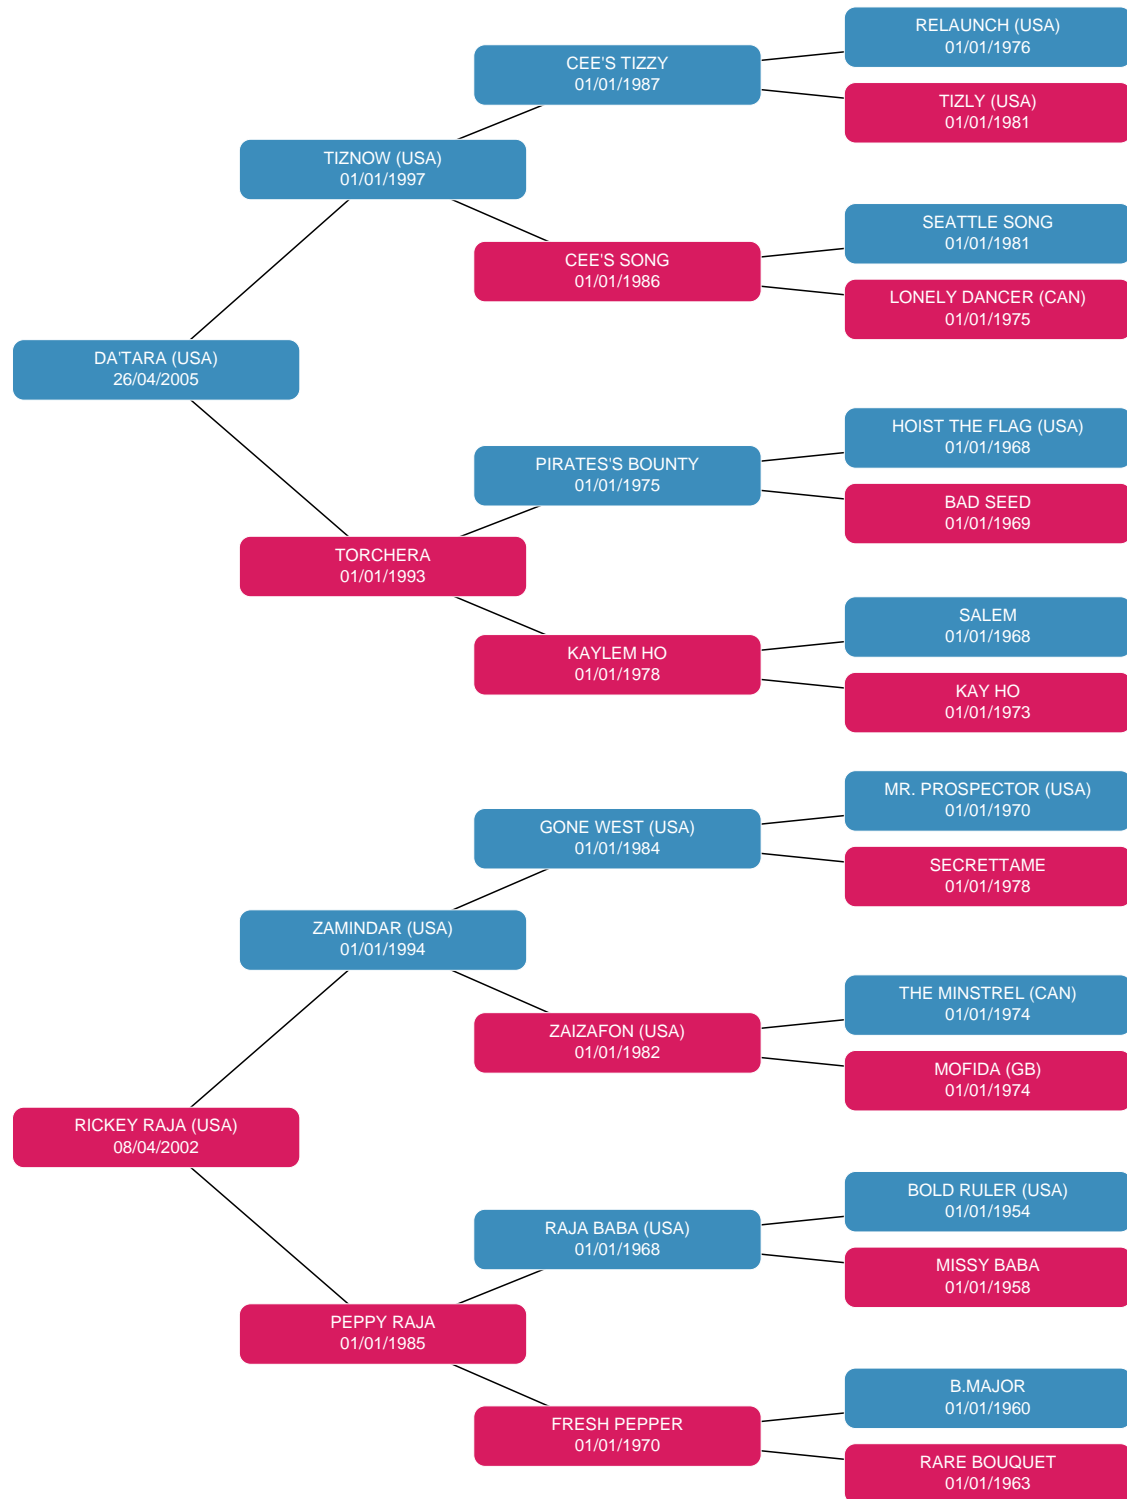 RELAUNCH (USA)
01/01/1976
CEE'S TIZZY
01/01/1987
TIZLY (USA)
01/01/1981
TIZNOW (USA)
01/01/1997
SEATTLE SONG
01/01/1981
CEE'S SONG
01/01/1986
LONELY DANCER (CAN)
01/01/1975
DA'TARA (USA)
26/04/2005
HOIST THE FLAG (USA)
01/01/1968
PIRATES'S BOUNTY
01/01/1975
BAD SEED
01/01/1969
TORCHERA
01/01/1993
SALEM
01/01/1968
KAYLEM HO
01/01/1978
KAY HO
01/01/1973
MR. PROSPECTOR (USA)
01/01/1970
GONE WEST (USA)
01/01/1984
SECRETTAME
01/01/1978
ZAMINDAR (USA)
01/01/1994
THE MINSTREL (CAN)
01/01/1974
ZAIZAFON (USA)
01/01/1982
MOFIDA (GB)
01/01/1974
RICKEY RAJA (USA)
08/04/2002
BOLD RULER (USA)
01/01/1954
RAJA BABA (USA)
01/01/1968
MISSY BABA
01/01/1958
PEPPY RAJA
01/01/1985
B.MAJOR
01/01/1960
FRESH PEPPER
01/01/1970
RARE BOUQUET
01/01/1963